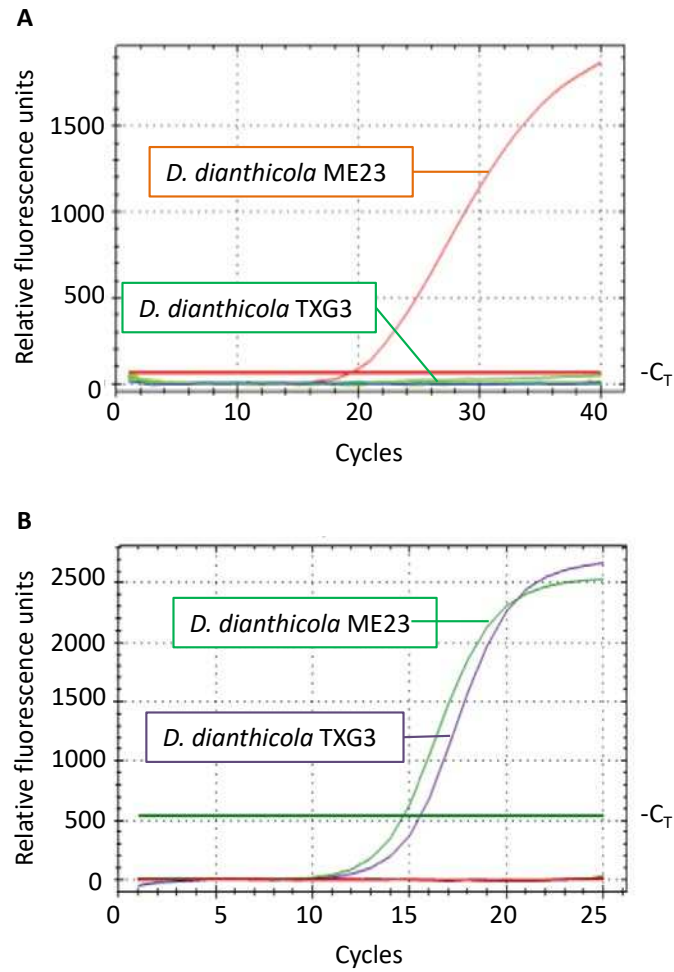 A
Relative fluorescence units
1500
1000
500
0
D. dianthicola ME23
D. dianthicola TXG3
-CT
0 10 20 30 40
Cycles
B
Relative fluorescence units
2500
2000
1500
1000
500
0
D. dianthicola ME23
D. dianthicola TXG3
-CT
0 5 10 15 20 25
Cycles